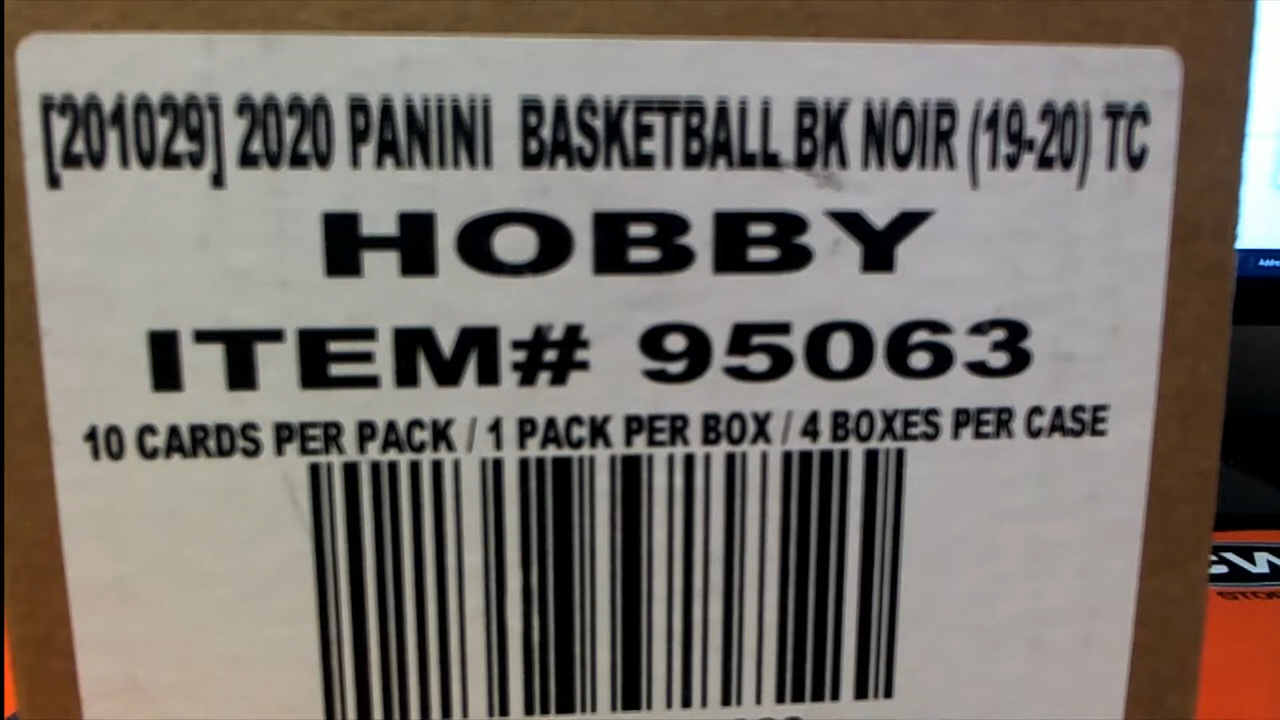 [201029] 2020 PANINI BASKETBALL BK NOIR (19-20) TC
HOBBY
ITEM# 95063
10 CARDS PER PACK / 1 PACK PER BOX / 4 BOXES PER CASE